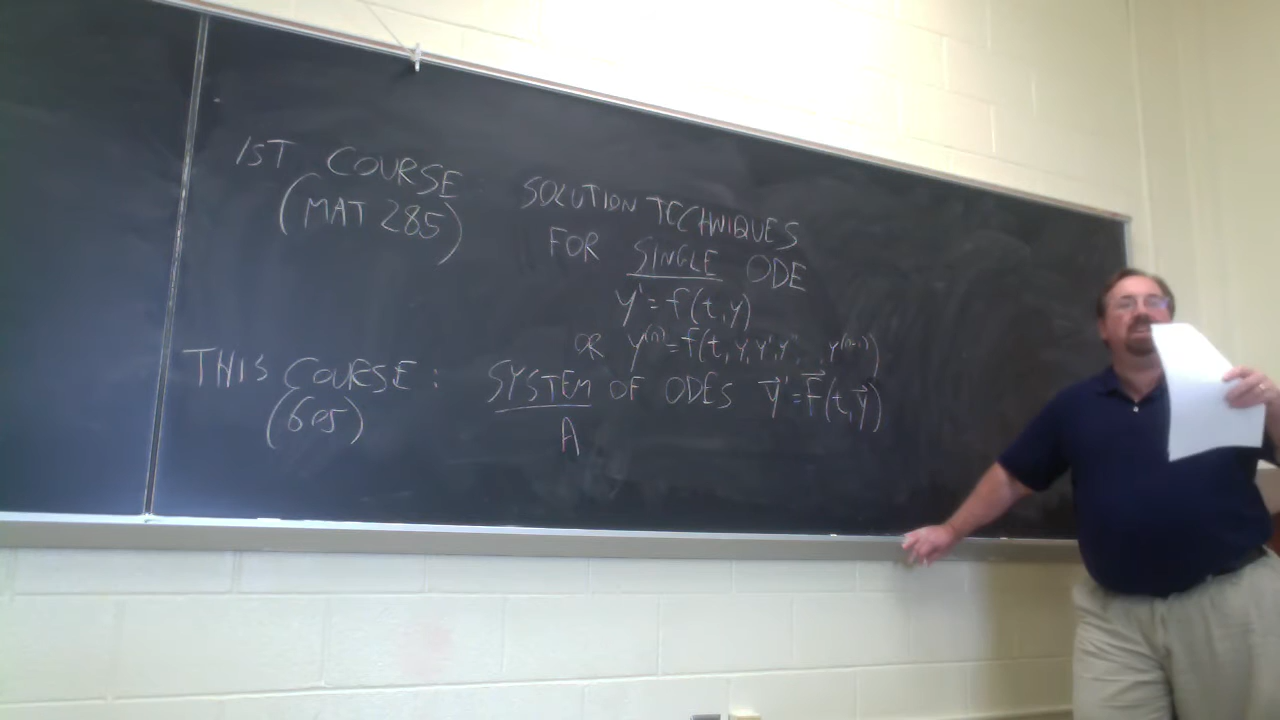 1ST COURSE
(MAT 285)
SOLUTION TECHNIQUES
FOR SINGLE ODE
y' = f(t, y)
OR y⁽ⁿ⁾ = f(t, y, y', y'', ... y⁽ⁿ⁻¹⁾)
THIS COURSE:
(605)
SYSTEM OF ODES y⃗' = F⃗(t, y⃗)
A